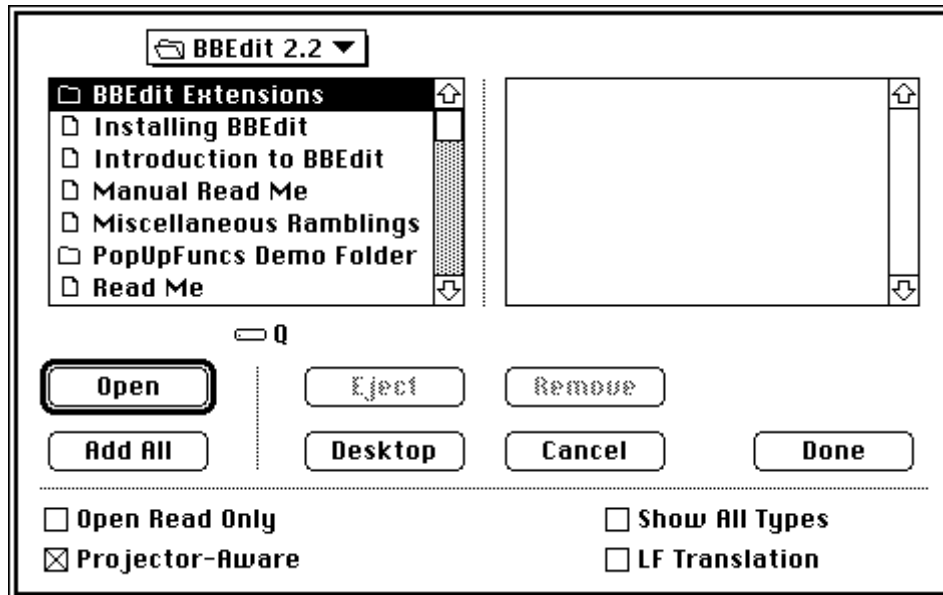 BBEdit 2.2
BBEdit Extensions
Installing BBEdit
Introduction to BBEdit
Manual Read Me
Miscellaneous Ramblings
PopUpFuncs Demo Folder
Read Me
Q
Open
Eject
Remove
Add All
Desktop
Cancel
Done
Open Read Only
Show All Types
Projector-Aware
LF Translation